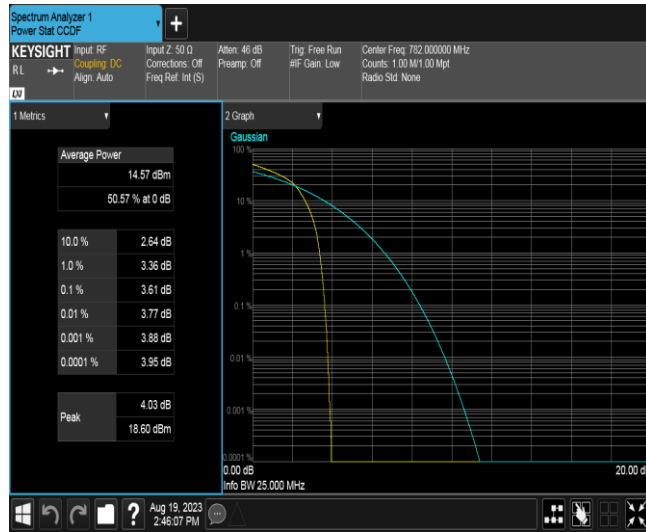 Spectrum Analyzer 1
Power Stat CCDF
+
KEYSIGHT
RL
LXI
Input: RF
Coupling: DC
Align: Auto
Input Z: 50 Ω
Corrections: Off
Freq Ref: Int (S)
Atten: 46 dB
Preamp: Off
Trig: Free Run
#IF Gain: Low
Center Freq: 782.000000 MHz
Counts: 1.00 M/1.00 Mpt
Radio Std: None
1 Metrics
Average Power
14.57 dBm
50.57 % at 0 dB
10.0 % 2.64 dB
1.0 % 3.36 dB
0.1 % 3.61 dB
0.01 % 3.77 dB
0.001 % 3.88 dB
0.0001 % 3.95 dB
Peak
4.03 dB
18.60 dBm
2 Graph
Gaussian
100 %
10 %
1 %
0.1 %
0.01 %
0.001 %
0.0001 %
0.00 dB
20.00 d
Info BW 25.000 MHz
?
Aug 19, 2023
2:46:07 PM